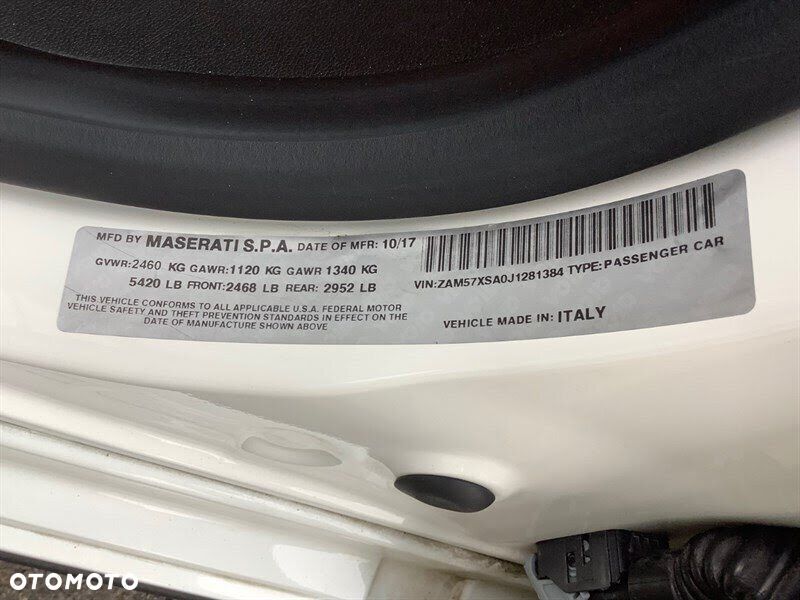 MFD BY MASERATI S.P.A. DATE OF MFR: 10/17
GVWR:2460 KG GAWR:1120 KG GAWR 1340 KG
5420 LB FRONT:2468 LB REAR: 2952 LB
THIS VEHICLE CONFORMS TO ALL APPLICABLE U.S.A. FEDERAL MOTOR
VEHICLE SAFETY AND THEFT PREVENTION STANDARDS IN EFFECT ON THE
DATE OF MANUFACTURE SHOWN ABOVE
VIN:ZAM57XSA0J1281384 TYPE: PASSENGER CAR
VEHICLE MADE IN: ITALY
OTOMOTO